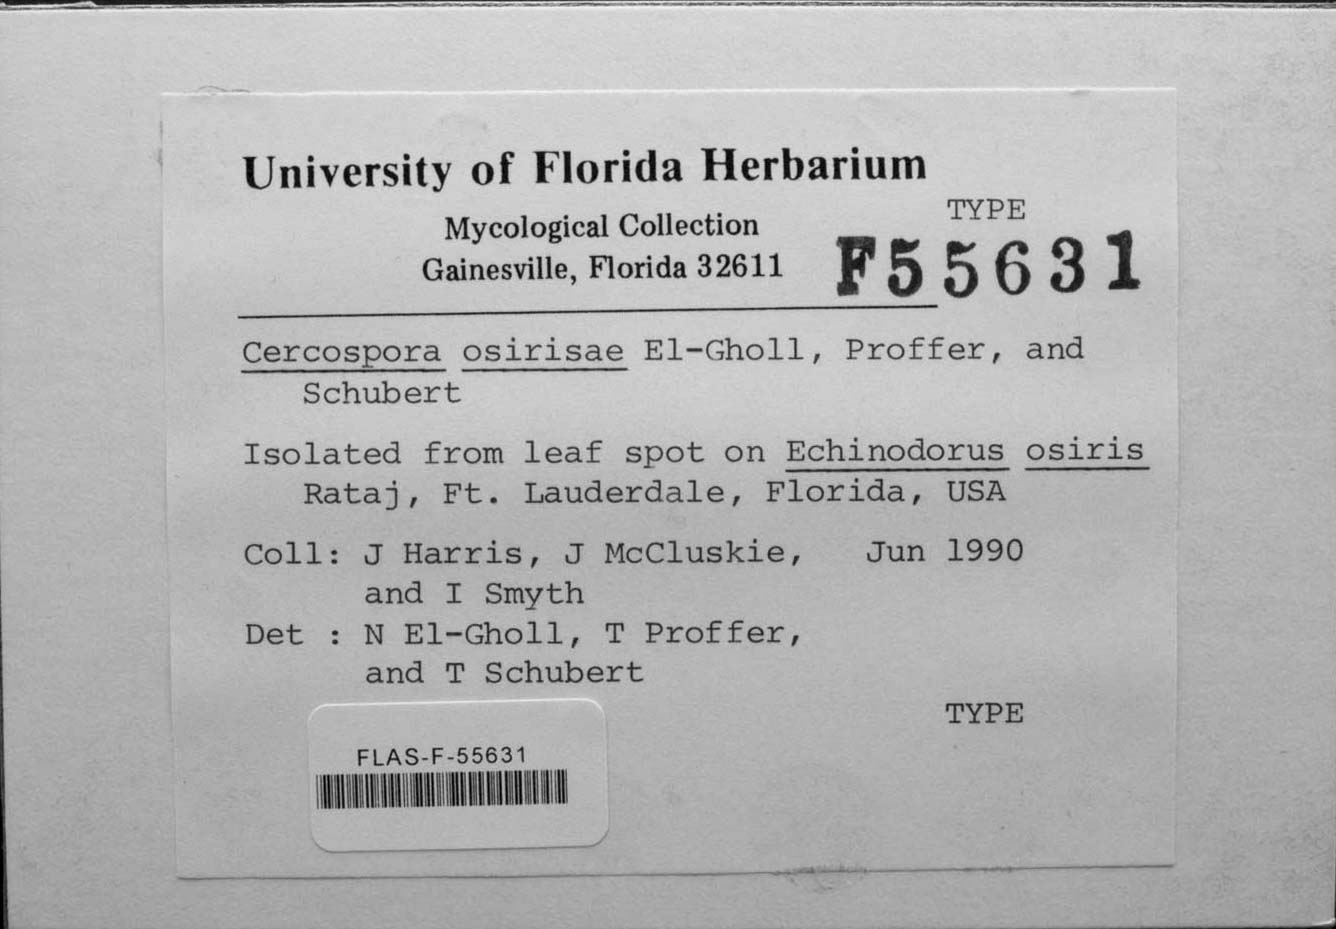 University of Florida Herbarium
Mycological Collection
TYPE
Gainesville, Florida 32611
F55631
Cercospora osirisae El-Gholl, Proffer, and
Schubert
Isolated from leaf spot on Echinodorus osiris
Rataj, Ft. Lauderdale, Florida, USA
Coll: J Harris, J McCluskie, Jun 1990
and I Smyth
Det : N El-Gholl, T Proffer,
and T Schubert
TYPE
FLAS-F-55631